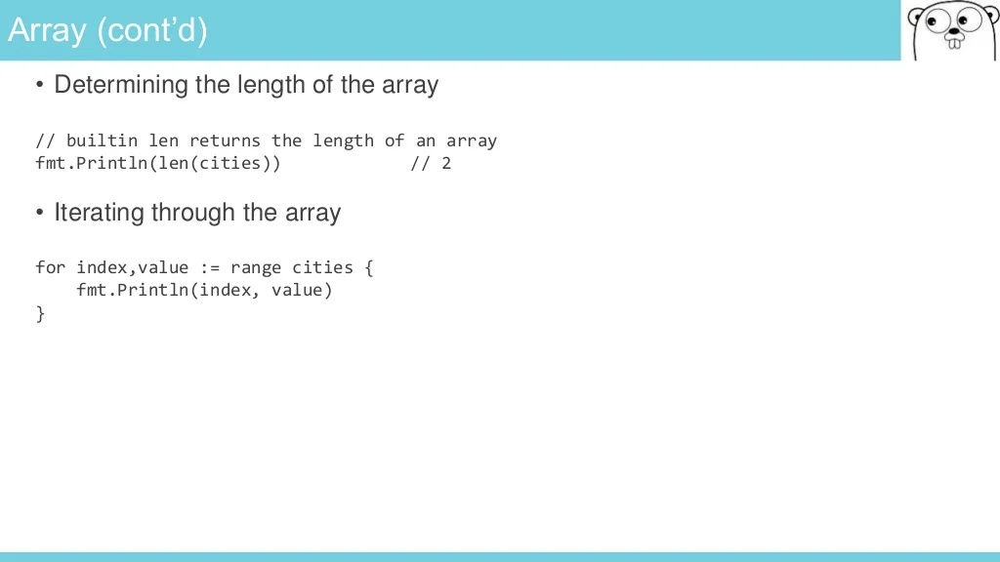 Array (cont’d)
• Determining the length of the array
// builtin len returns the length of an array
fmt.Println(len(cities))             // 2
• Iterating through the array
for index,value := range cities {
    fmt.Println(index, value)
}